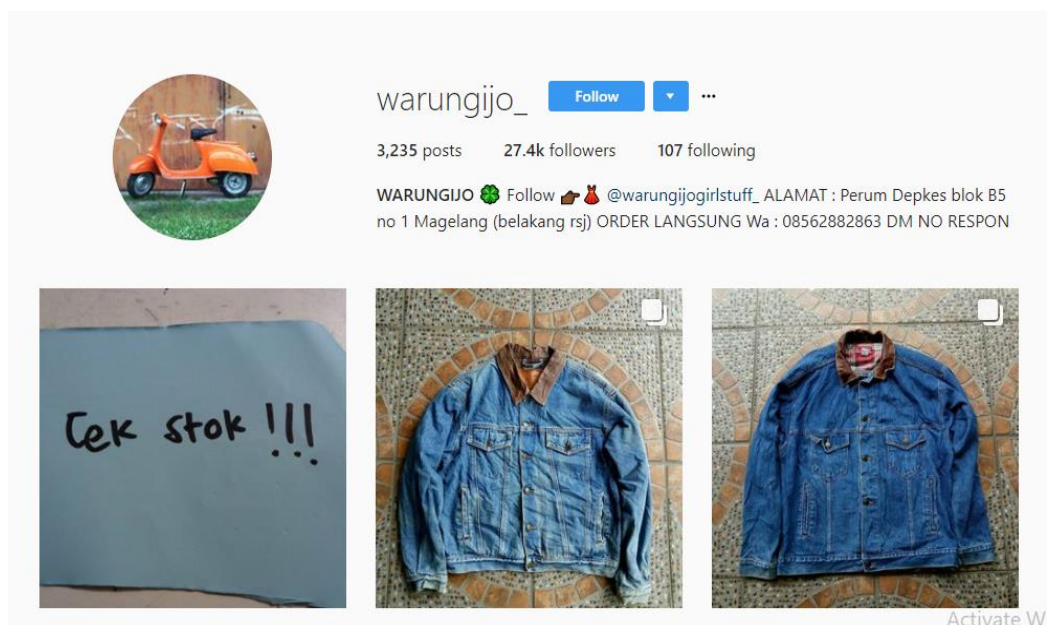 warungijo_ Follow
3,235 posts 27.4k followers 107 following
WARUNGIJO 🍀 Follow 👉🏾👗 @warungijogirlstuff_ ALAMAT : Perum Depkes blok B5
no 1 Magelang (belakang rsj) ORDER LANGSUNG Wa : 08562882863 DM NO RESPON
Cek stok !!!
Activate W